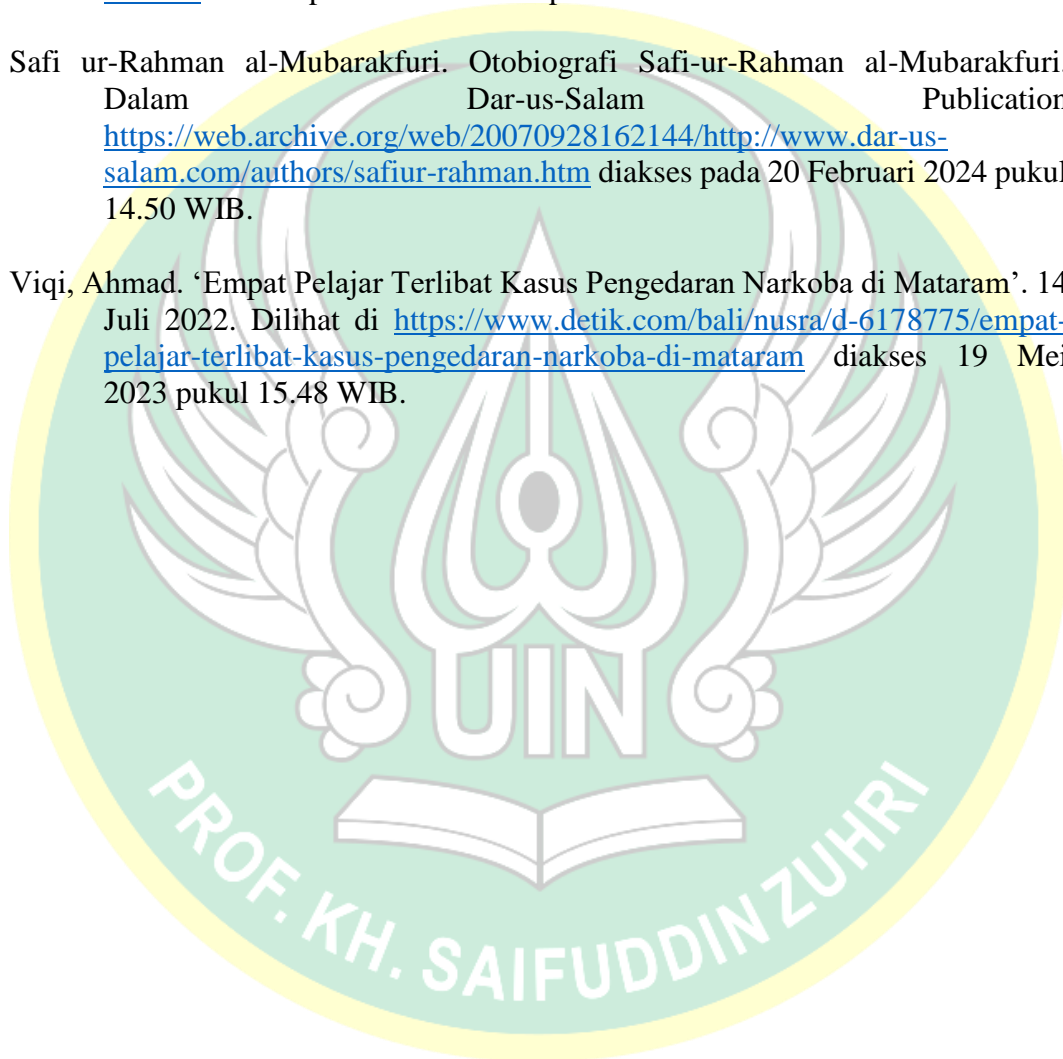 Safi ur-Rahman al-Mubarakfuri. Otobiografi Safi-ur-Rahman al-Mubarakfuri.
Dalam Dar-us-Salam Publication
https://web.archive.org/web/20070928162144/http://www.dar-us-
salam.com/authors/safiur-rahman.htm diakses pada 20 Februari 2024 pukul
14.50 WIB.
Viqi, Ahmad. ‘Empat Pelajar Terlibat Kasus Pengedaran Narkoba di Mataram’. 14
Juli 2022. Dilihat di https://www.detik.com/bali/nusra/d-6178775/empat-
pelajar-terlibat-kasus-pengedaran-narkoba-di-mataram diakses 19 Mei
2023 pukul 15.48 WIB.
UIN
PROF. KH. SAIFUDDIN ZUHRI